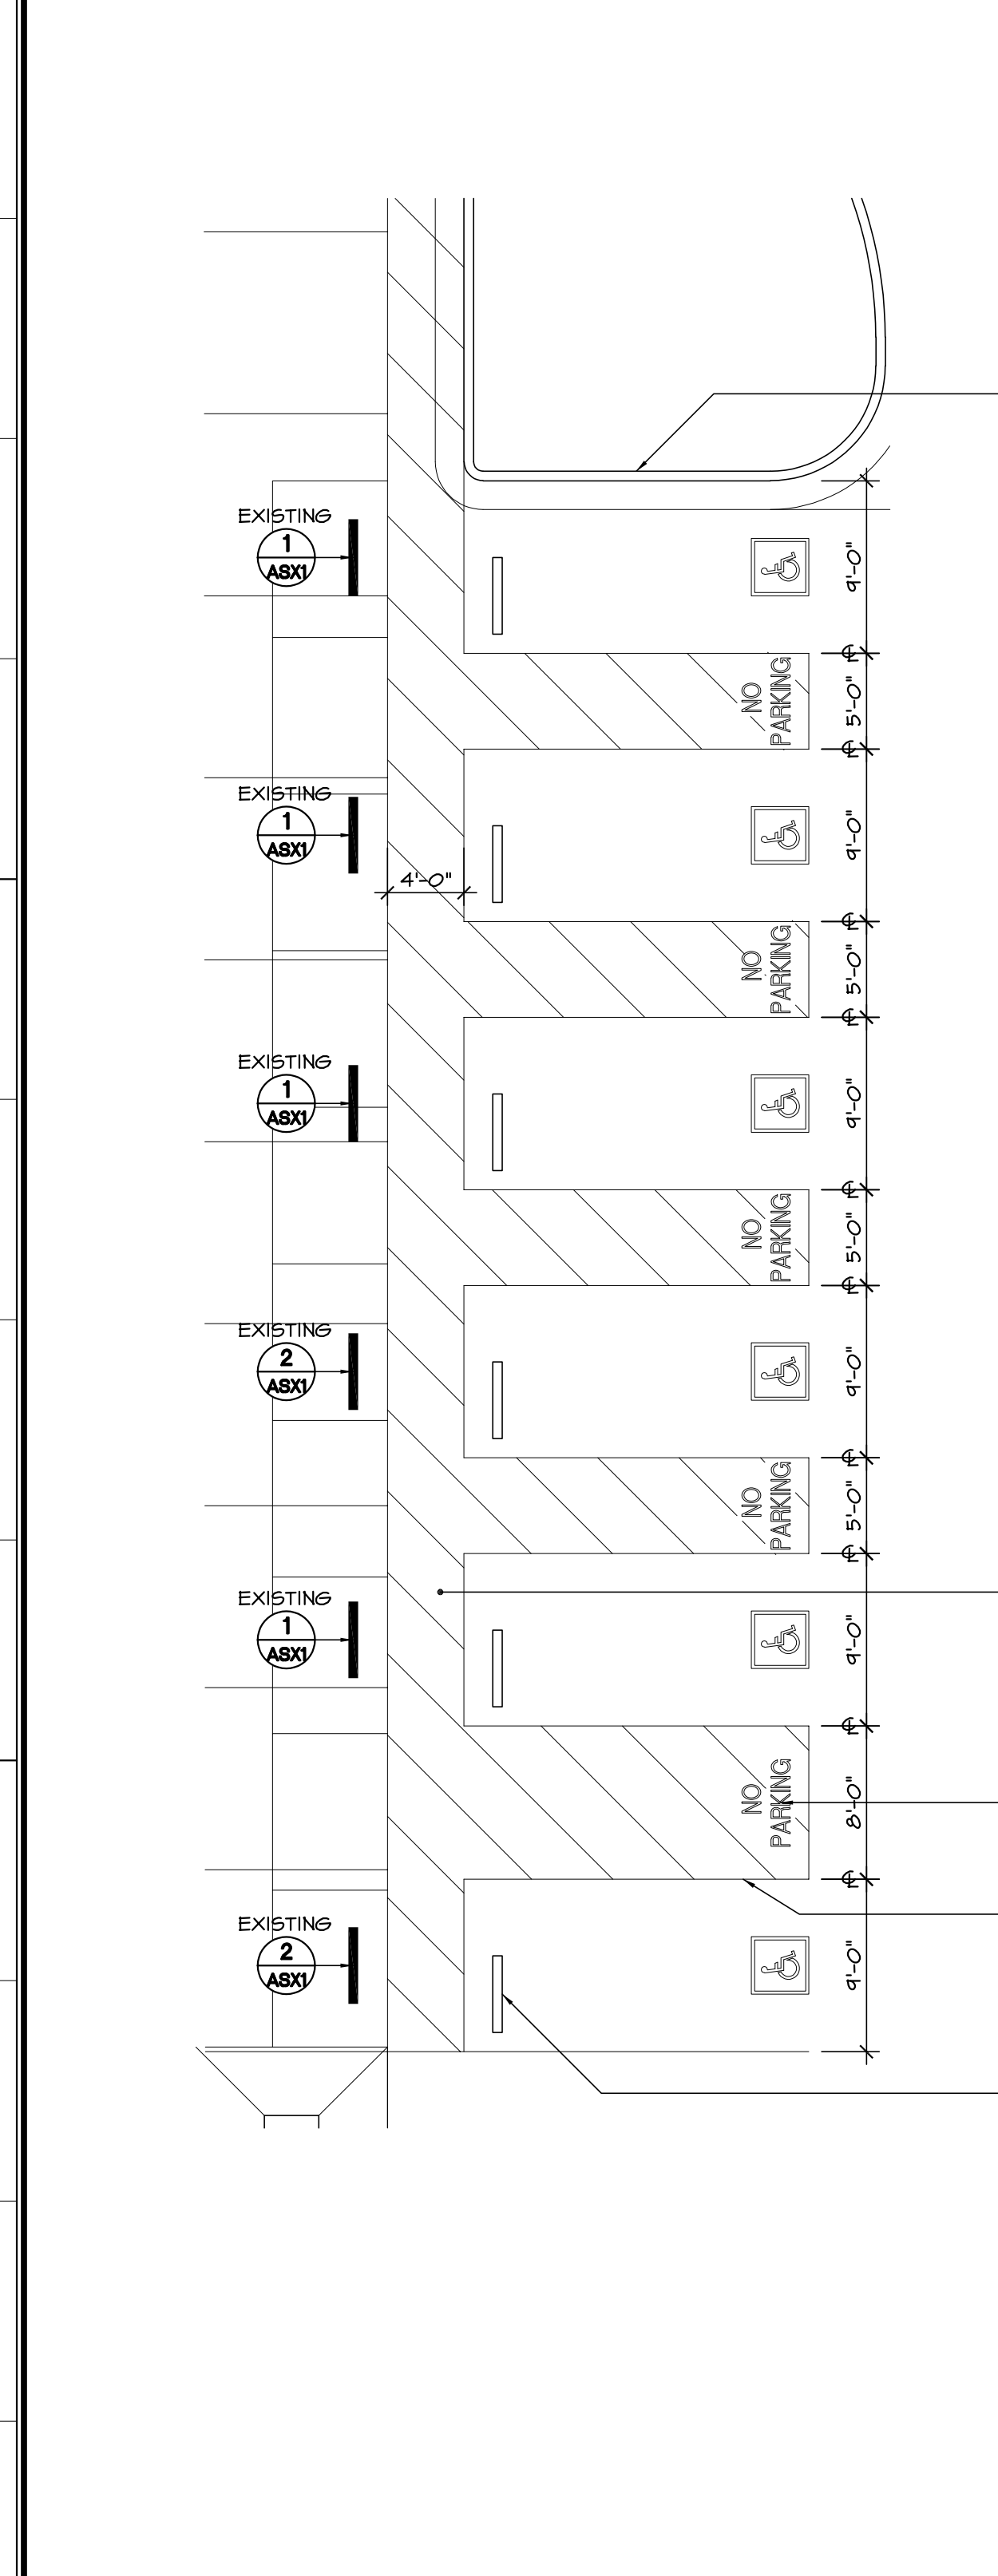 EXISTING
1
ASX1
9'-0"
℄
NO
PARKING
5'-0"
℄
EXISTING
1
ASX1
9'-0"
4'-0"
℄
NO
PARKING
5'-0"
℄
EXISTING
1
ASX1
9'-0"
℄
NO
PARKING
5'-0"
℄
EXISTING
2
ASX1
9'-0"
℄
NO
PARKING
5'-0"
℄
EXISTING
1
ASX1
9'-0"
℄
NO
PARKING
8'-0"
℄
EXISTING
2
ASX1
9'-0"